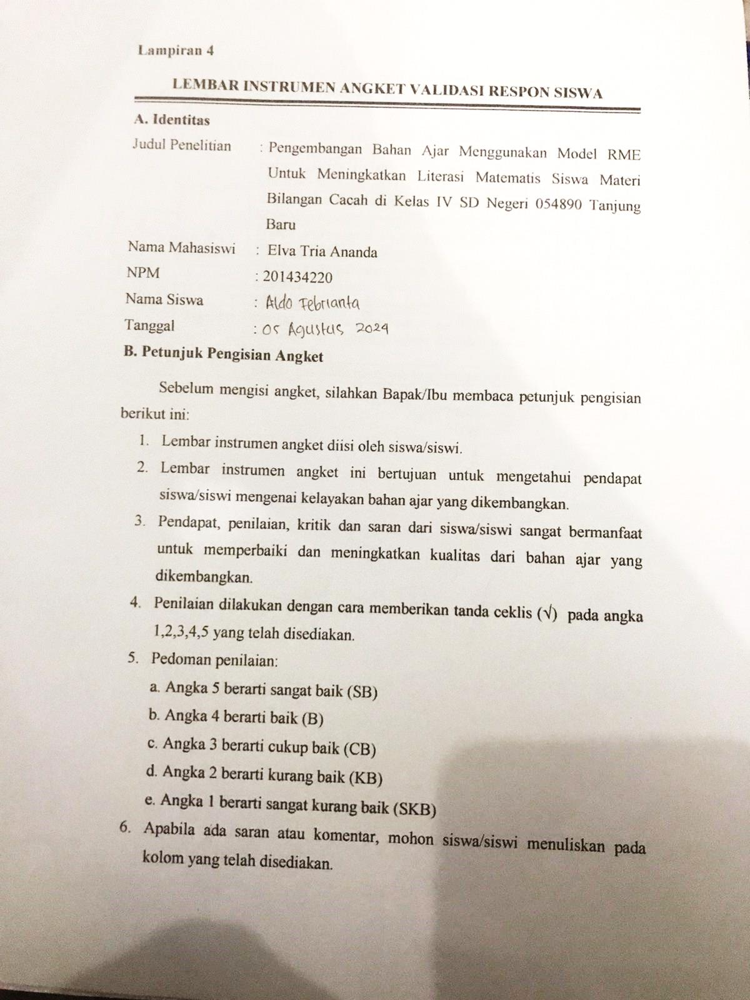 Lampiran 4
LEMBAR INSTRUMEN ANGKET VALIDASI RESPON SISWA
A. Identitas
Judul Penelitian : Pengembangan Bahan Ajar Menggunakan Model RME
Untuk Meningkatkan Literasi Matematis Siswa Materi
Bilangan Cacah di Kelas IV SD Negeri 054890 Tanjung
Baru
Nama Mahasiswi : Elva Tria Ananda
NPM : 201434220
Nama Siswa : Aldo Febrianta
Tanggal : 05 Agustus 2024
B. Petunjuk Pengisian Angket
Sebelum mengisi angket, silahkan Bapak/Ibu membaca petunjuk pengisian
berikut ini:
1. Lembar instrumen angket diisi oleh siswa/siswi.
2. Lembar instrumen angket ini bertujuan untuk mengetahui pendapat
siswa/siswi mengenai kelayakan bahan ajar yang dikembangkan.
3. Pendapat, penilaian, kritik dan saran dari siswa/siswi sangat bermanfaat
untuk memperbaiki dan meningkatkan kualitas dari bahan ajar yang
dikembangkan.
4. Penilaian dilakukan dengan cara memberikan tanda ceklis (√) pada angka
1,2,3,4,5 yang telah disediakan.
5. Pedoman penilaian:
a. Angka 5 berarti sangat baik (SB)
b. Angka 4 berarti baik (B)
c. Angka 3 berarti cukup baik (CB)
d. Angka 2 berarti kurang baik (KB)
e. Angka 1 berarti sangat kurang baik (SKB)
6. Apabila ada saran atau komentar, mohon siswa/siswi menuliskan pada
kolom yang telah disediakan.